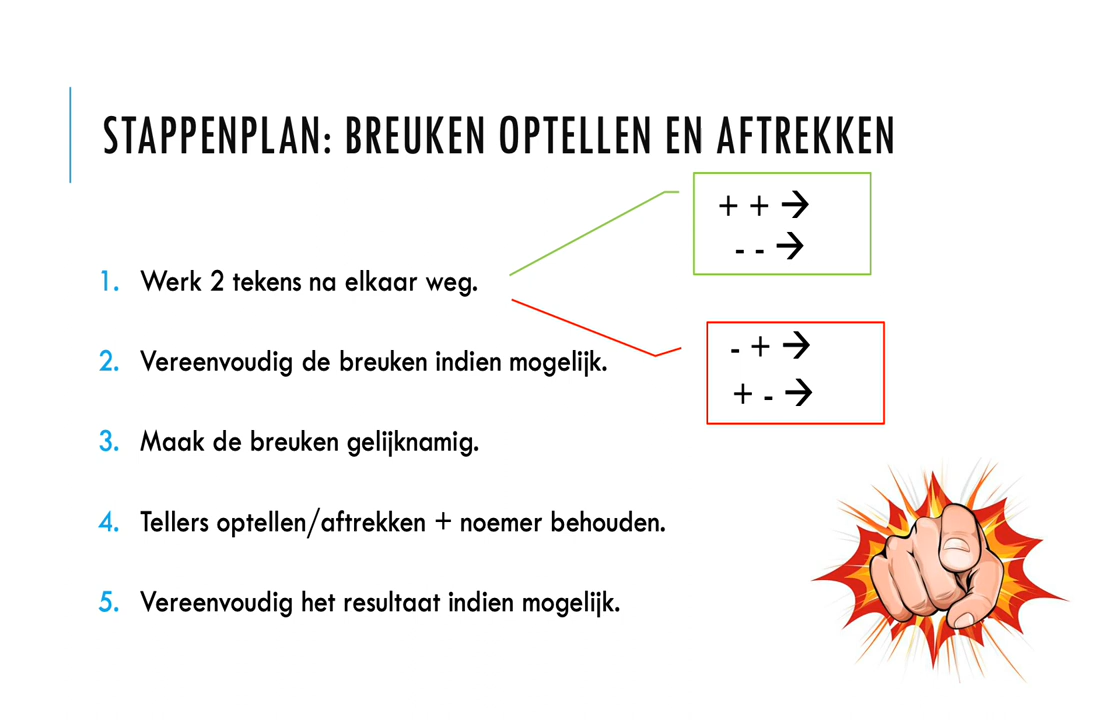 STAPPENPLAN: BREUKEN OPTELLEN EN AFTREKKEN
+ + →
- - →
1. Werk 2 tekens na elkaar weg.
- + →
+ - →
2. Vereenvoudig de breuken indien mogelijk.
3. Maak de breuken gelijknamig.
4. Tellers optellen/aftrekken + noemer behouden.
5. Vereenvoudig het resultaat indien mogelijk.